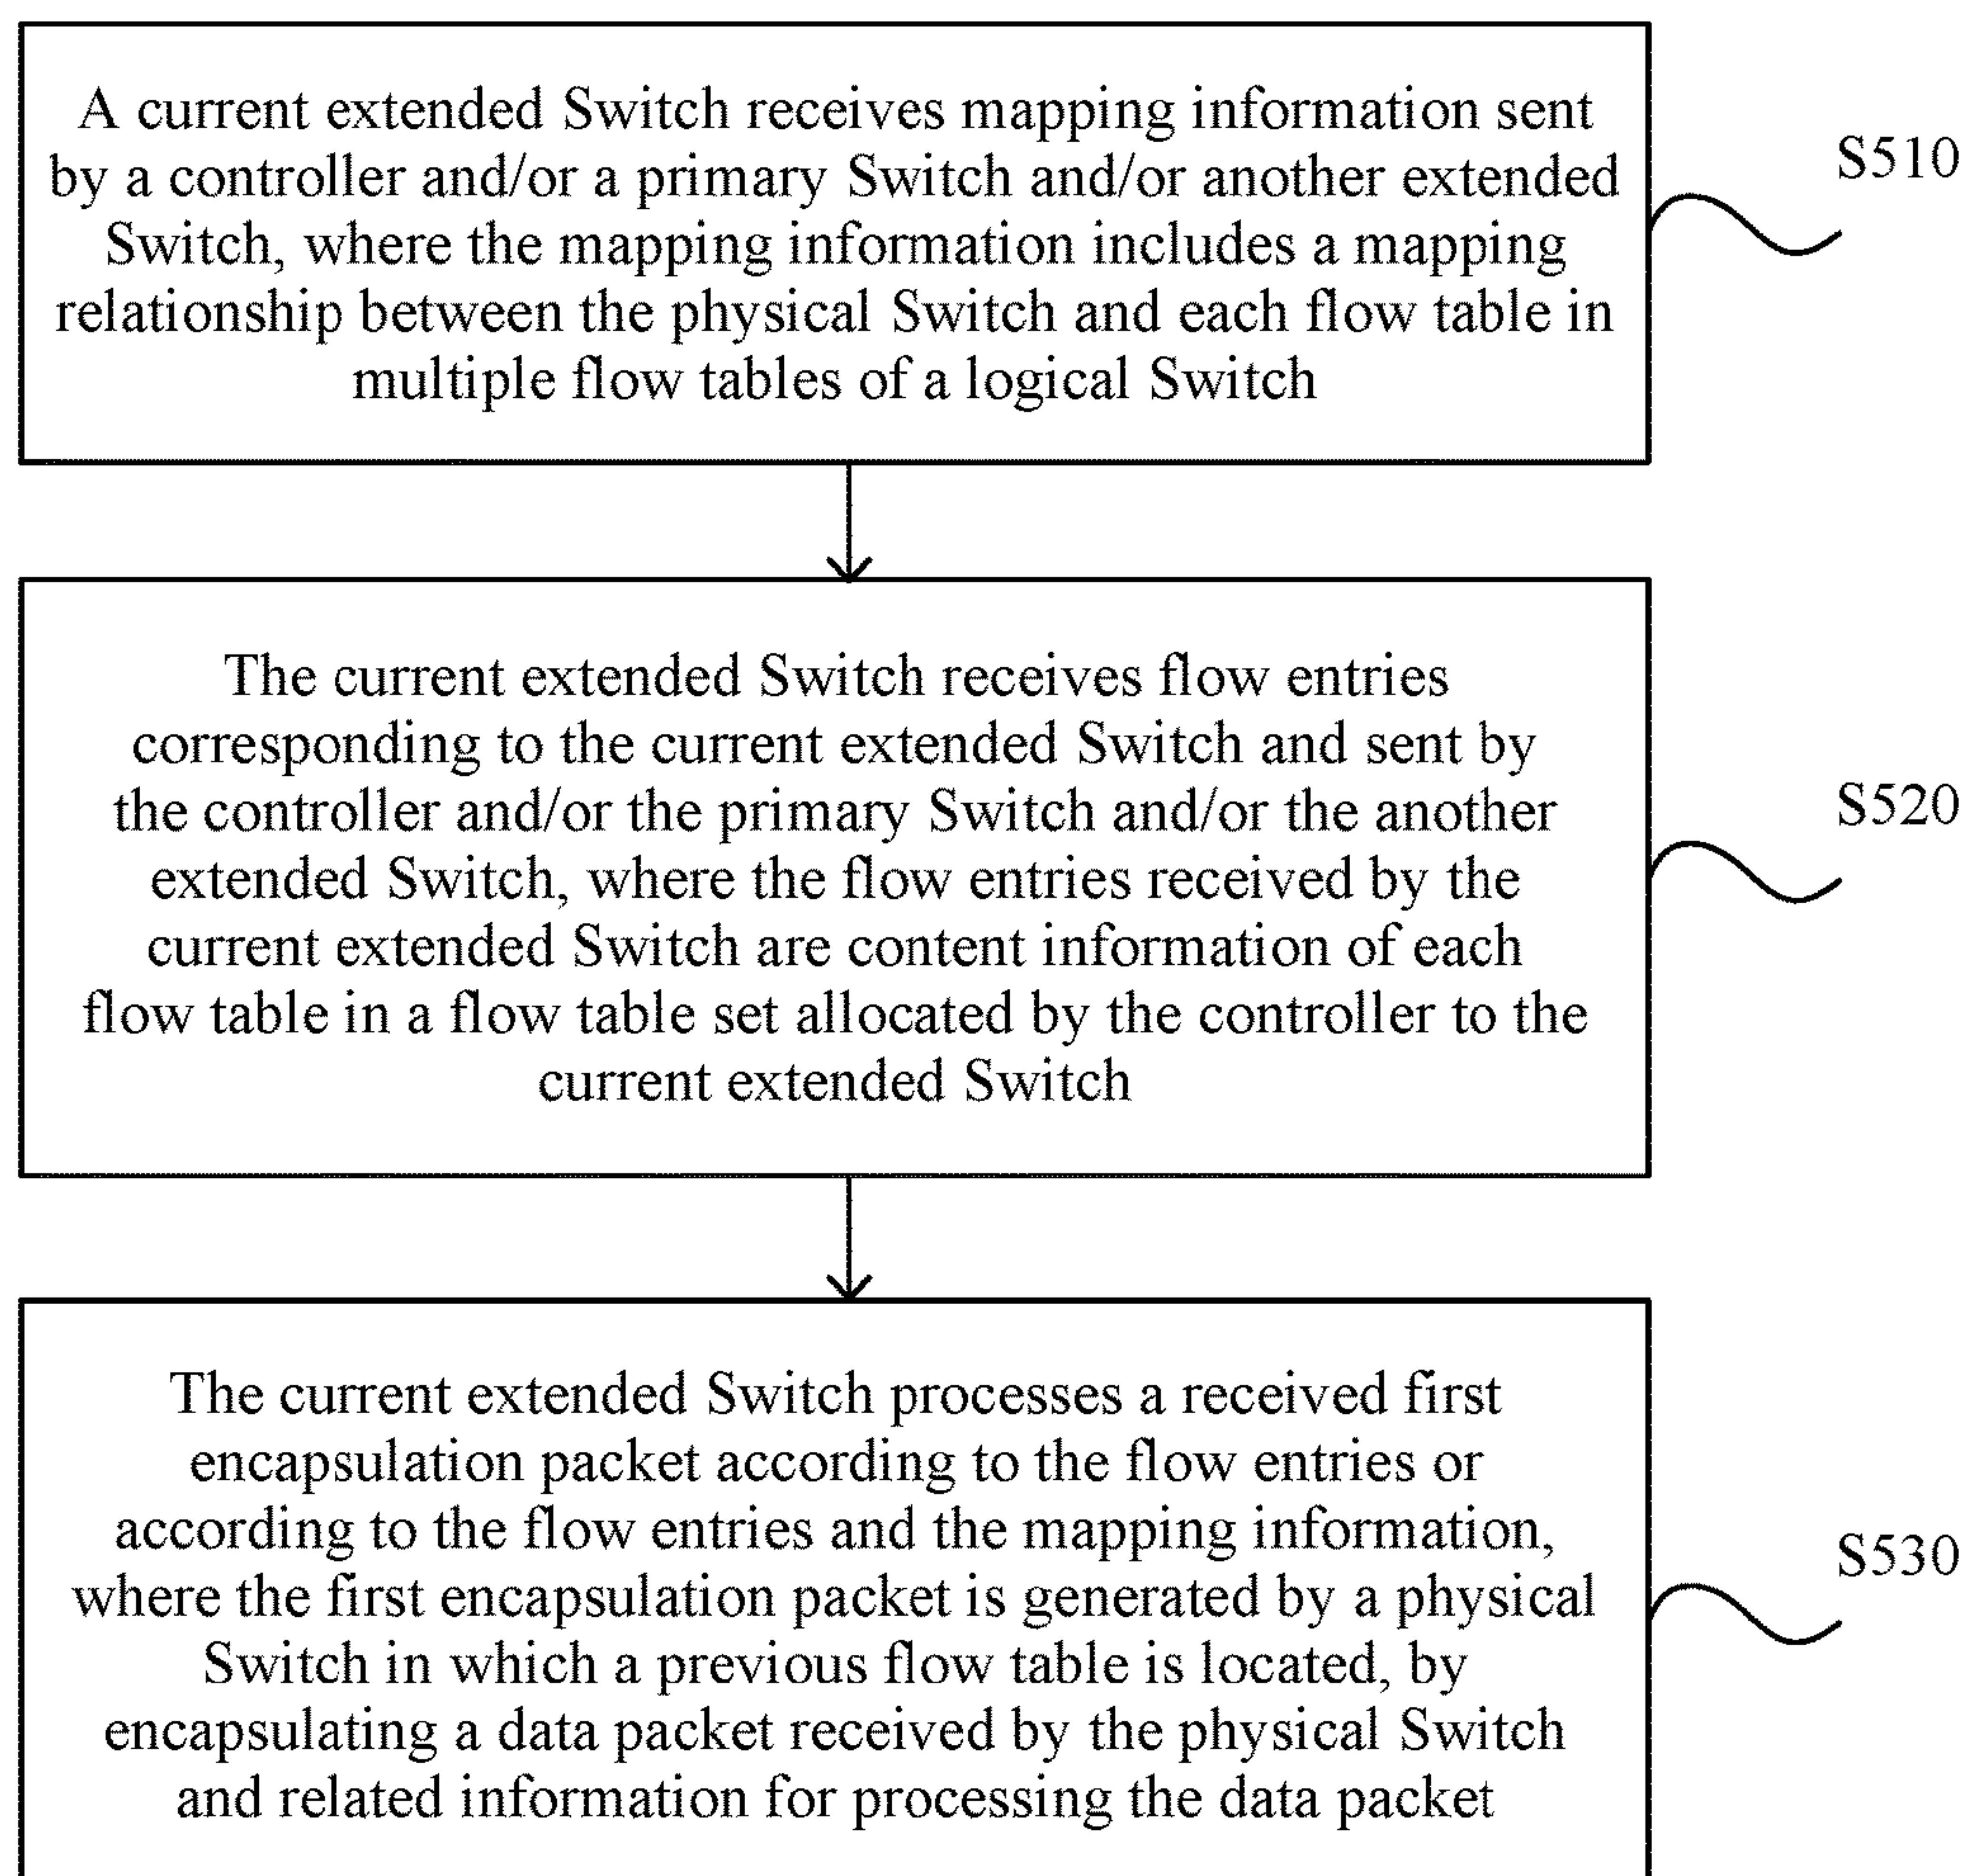 A current extended Switch receives mapping information sent
by a controller and/or a primary Switch and/or another extended
Switch, where the mapping information includes a mapping
relationship between the physical Switch and each flow table in
multiple flow tables of a logical Switch
S510
The current extended Switch receives flow entries
corresponding to the current extended Switch and sent by
the controller and/or the primary Switch and/or the another
extended Switch, where the flow entries received by the
current extended Switch are content information of each
flow table in a flow table set allocated by the controller to the
current extended Switch
S520
The current extended Switch processes a received first
encapsulation packet according to the flow entries or
according to the flow entries and the mapping information,
where the first encapsulation packet is generated by a physical
Switch in which a previous flow table is located, by
encapsulating a data packet received by the physical Switch
and related information for processing the data packet
S530